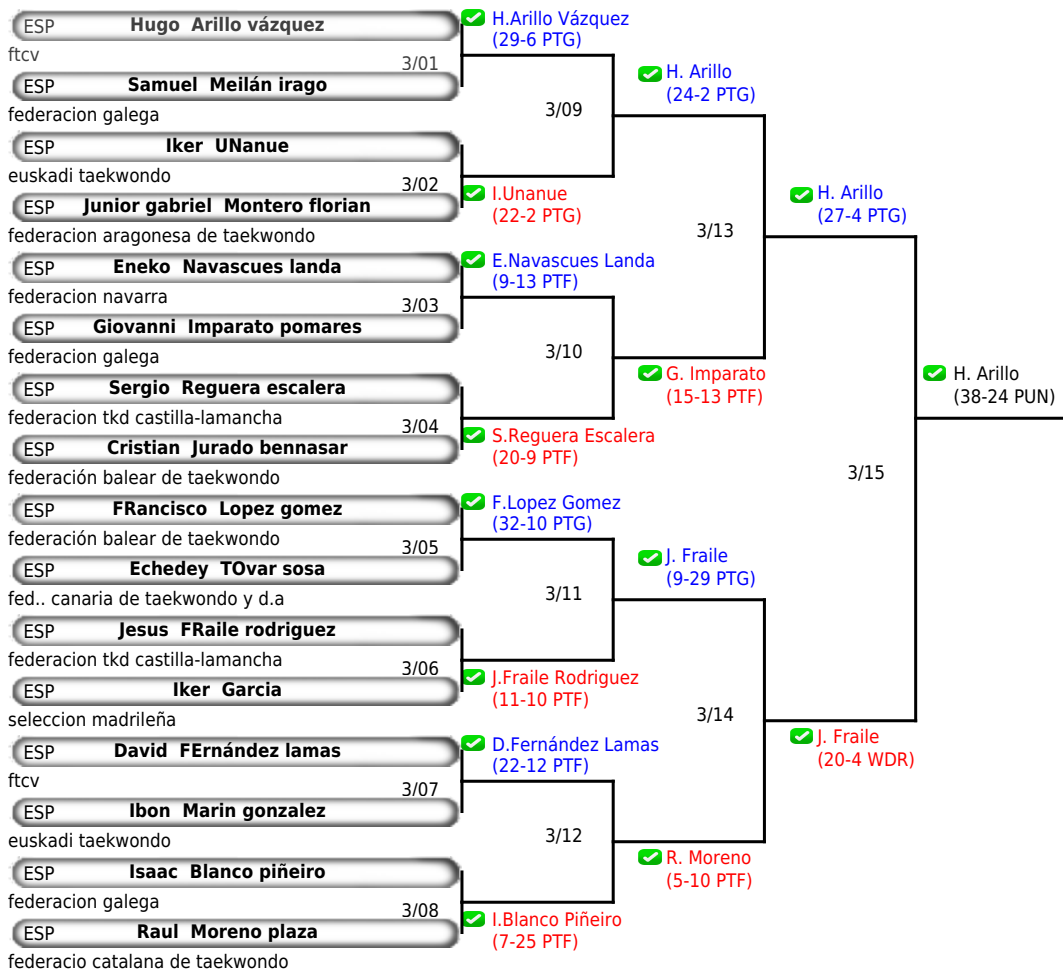 ESP Hugo Arillo vázquez
ftcv
3/01
ESP Samuel Meilán irago
federacion galega
ESP Iker UNanue
euskadi taekwondo
3/02
ESP Junior gabriel Montero florian
federacion aragonesa de taekwondo
ESP Eneko Navascues landa
federacion navarra
3/03
ESP Giovanni Imparato pomares
federacion galega
ESP Sergio Reguera escalera
federacion tkd castilla-lamancha
3/04
ESP Cristian Jurado bennasar
federación balear de taekwondo
ESP FRancisco Lopez gomez
federación balear de taekwondo
3/05
ESP Echedey TOvar sosa
fed.. canaria de taekwondo y d.a
ESP Jesus FRaile rodriguez
federacion tkd castilla-lamancha
3/06
ESP Iker Garcia
seleccion madrileña
ESP David FErnández lamas
ftcv
3/07
ESP Ibon Marin gonzalez
euskadi taekwondo
ESP Isaac Blanco piñeiro
federacion galega
3/08
ESP Raul Moreno plaza
federacio catalana de taekwondo
H.Arillo Vázquez
(29-6 PTG)
3/09
I.Unanue
(22-2 PTG)
E.Navascues Landa
(9-13 PTF)
3/10
S.Reguera Escalera
(20-9 PTF)
F.Lopez Gomez
(32-10 PTG)
3/11
J.Fraile Rodriguez
(11-10 PTF)
D.Fernández Lamas
(22-12 PTF)
3/12
I.Blanco Piñeiro
(7-25 PTF)
H. Arillo
(24-2 PTG)
3/13
G. Imparato
(15-13 PTF)
J. Fraile
(9-29 PTG)
3/14
R. Moreno
(5-10 PTF)
H. Arillo
(27-4 PTG)
3/15
J. Fraile
(20-4 WDR)
H. Arillo
(38-24 PUN)